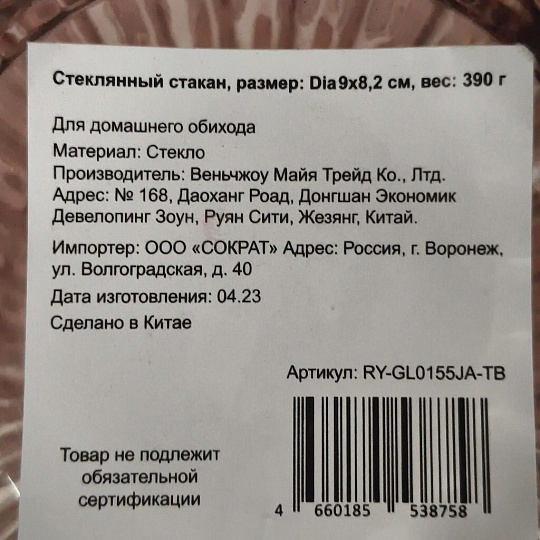 Стеклянный стакан, размер: Dia9x8,2 см, вес: 390 г
Для домашнего обихода
Материал: Стекло
Производитель: Веньчжоу Майя Трейд Ко., Лтд.
Адрес: № 168, Даоханг Роад, Донгшан Экономик
Девелопинг Зоун, Руян Сити, Жезянг, Китай.
Импортер: ООО «СОКРАТ» Адрес: Россия, г. Воронеж,
ул. Волгоградская, д. 40
Дата изготовления: 04.23
Сделано в Китае
Артикул: RY-GL0155JA-TB
Товар не подлежит
обязательной
сертификации
4 660185 538758